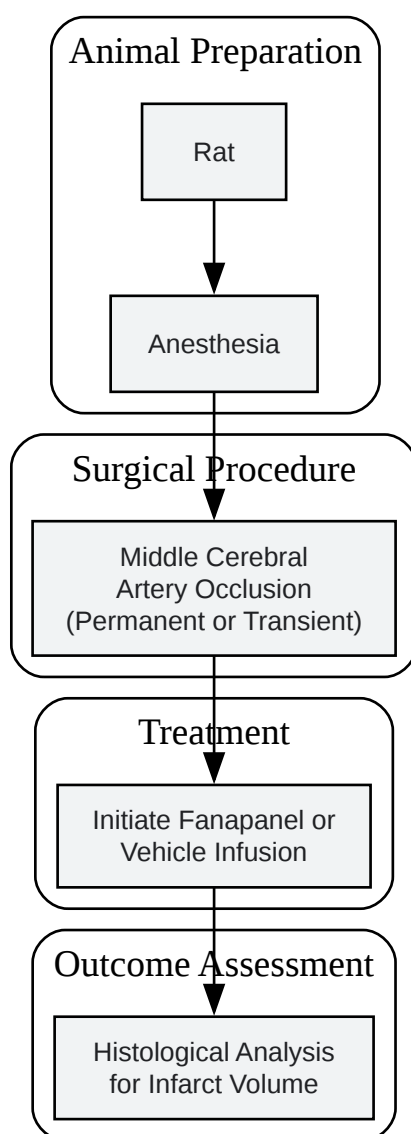 Animal Preparation
Rat
Anesthesia
Surgical Procedure
Middle Cerebral
Artery Occlusion
(Permanent or Transient)
Treatment
Initiate Fanapanel or
Vehicle Infusion
Outcome Assessment
Histological Analysis
for Infarct Volume